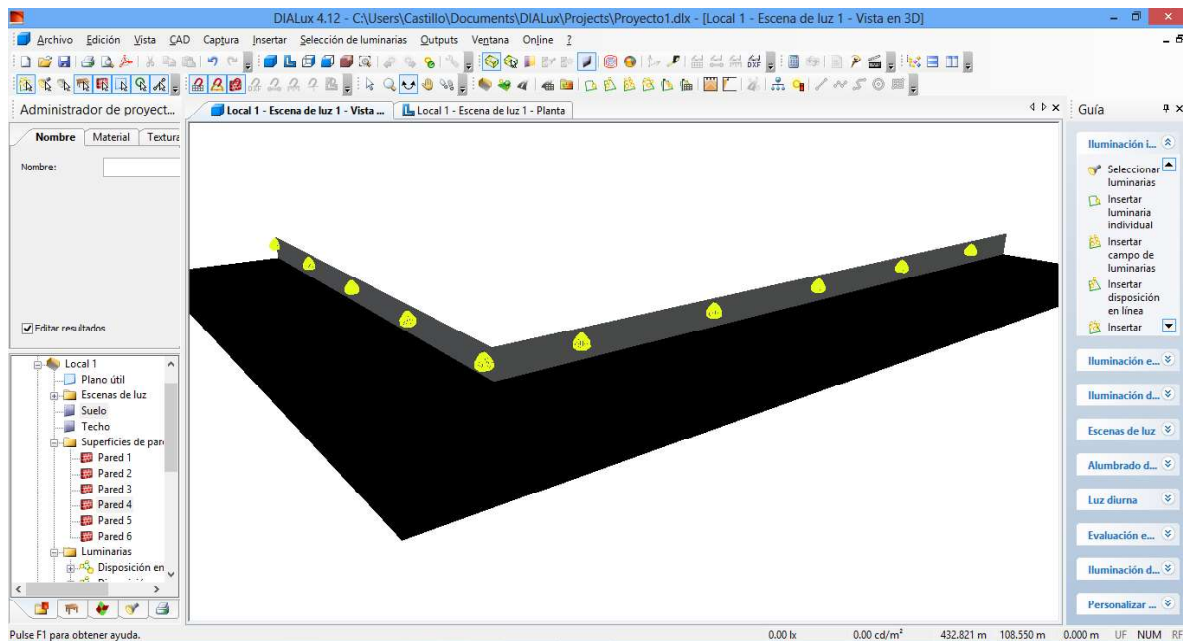 DIALux 4.12 - C:\Users\Castillo\Documents\DIALux\Projects\Proyecto1.dlx - [Local 1 - Escena de luz 1 - Vista en 3D]
Archivo Edición Vista CAD Captura Insertar Selección de luminarias Outputs Ventana Online ?
Administrador de proyect...
Nombre Material Textura
Nombre:
Editar resultados
Local 1
Plano útil
Escenas de luz
Suelo
Techo
Superficies de par
Pared 1
Pared 2
Pared 3
Pared 4
Pared 5
Pared 6
Luminarias
Disposición en
Local 1 - Escena de luz 1 - Vista ...
Local 1 - Escena de luz 1 - Planta
Guía
Iluminación i...
Seleccionar
luminarias
Insertar
luminaria
individual
Insertar
campo de
luminarias
Insertar
disposición
en línea
Insertar
Iluminación e...
Iluminación d...
Escenas de luz
Alumbrado d...
Luz diurna
Evaluación e...
Iluminación d...
Personalizar ...
Pulse F1 para obtener ayuda.
0.00 lx 0.00 cd/m² 432.821 m 108.550 m 0.000 m UF NUM RF